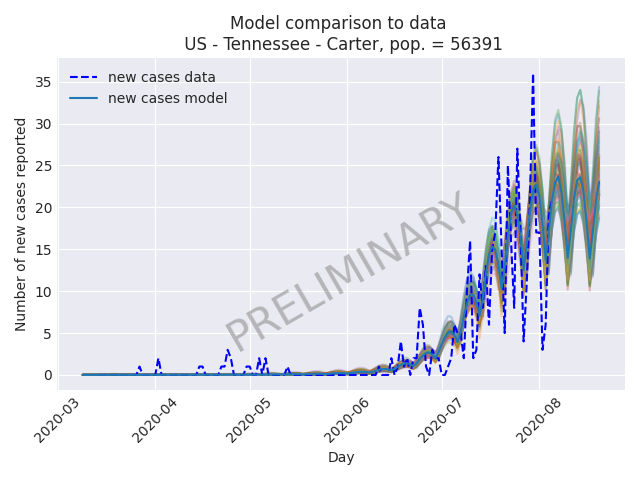 Model comparison to data
US - Tennessee - Carter, pop. = 56391
new cases data
new cases model
Number of new cases reported
35
30
25
20
15
10
5
0
PRELIMINARY
2020-03
2020-04
2020-05
2020-06
2020-07
2020-08
Day